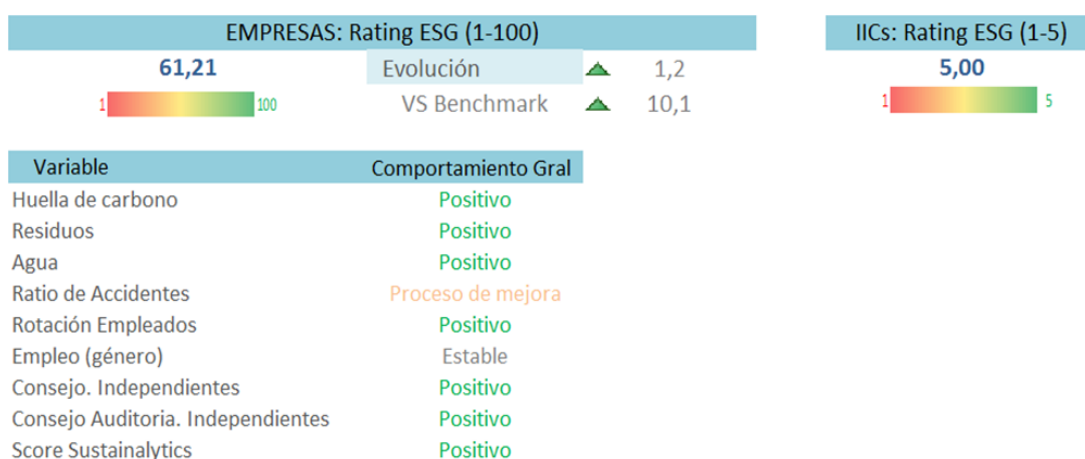 EMPRESAS: Rating ESG (1-100)
IICs: Rating ESG (1-5)
61,21 Evolución 1,2
5,00
1 100 VS Benchmark 10,1
1 5
Variable Comportamiento Gral
Huella de carbono Positivo
Residuos Positivo
Agua Positivo
Ratio de Accidentes Proceso de mejora
Rotación Empleados Positivo
Empleo (género) Estable
Consejo. Independientes Positivo
Consejo Auditoria. Independientes Positivo
Score Sustainalytics Positivo